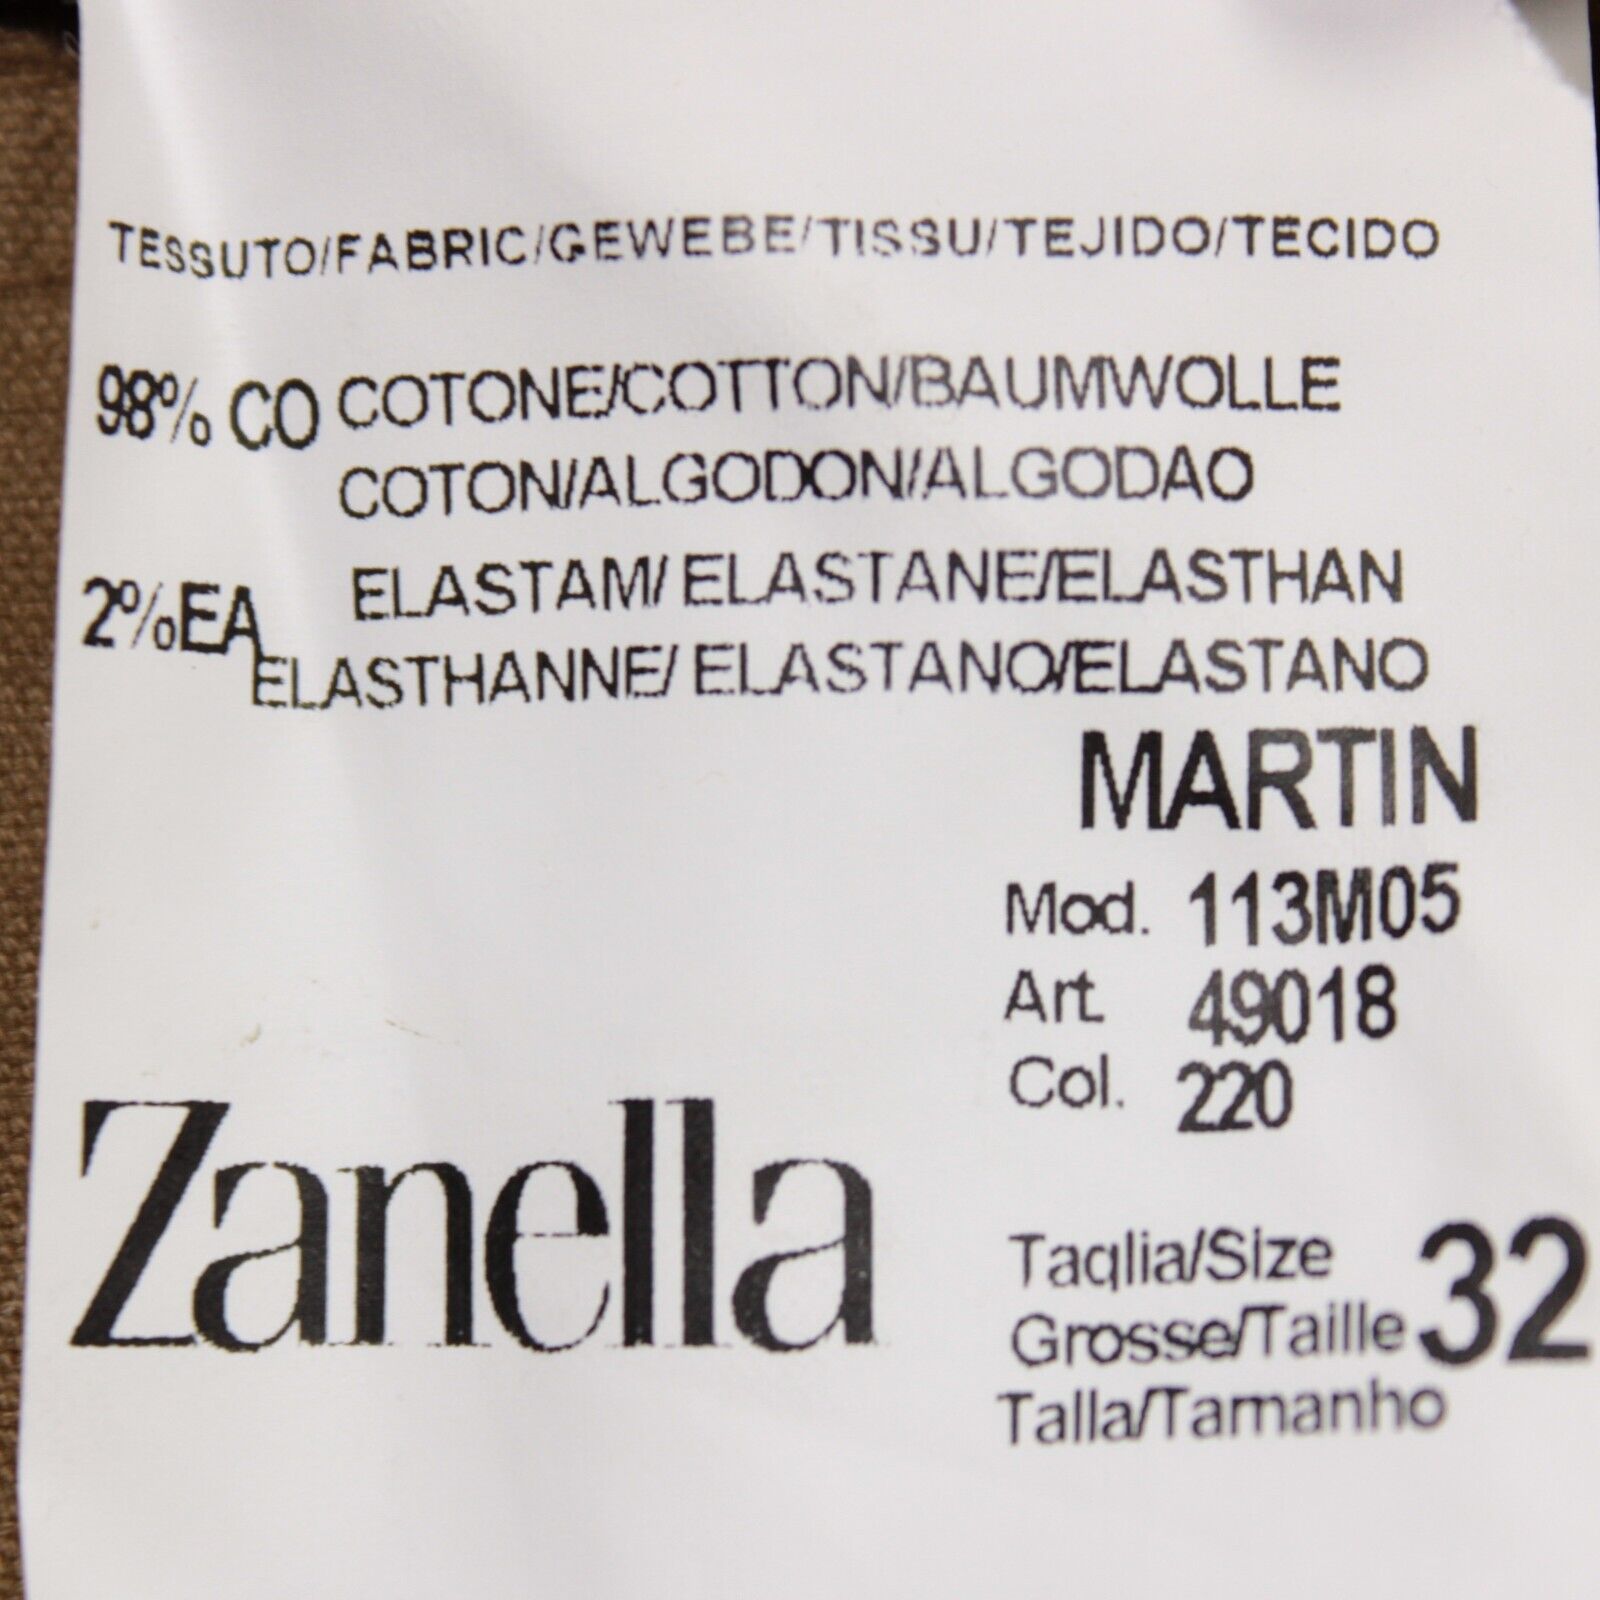 TESSUTO/FABRIC/GEWEBE/TISSU/TEJIDO/TECIDO
98% CO COTONE/COTTON/BAUMWOLLE
COTON/ALGODON/ALGODAO
2%EA ELASTAM/ ELASTANE/ELASTHAN
ELASTHANNE/ ELASTANO/ELASTANO
MARTIN
Mod. 113M05
Art. 49018
Col. 220
Zanella
Taglia/Size
Grosse/Taille 32
Talla/Tamanho